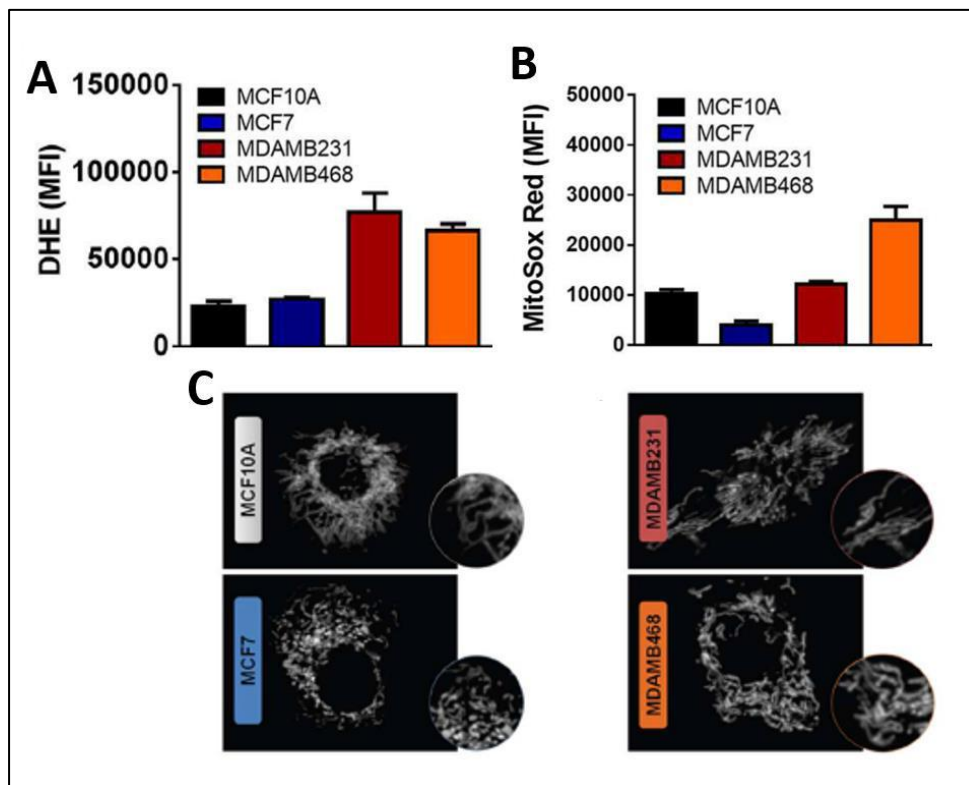 A
DHE (MFI)
150000
100000
50000
0
MCF10A
MCF7
MDAMB231
MDAMB468
B
MitoSox Red (MFI)
50000
40000
30000
20000
10000
0
MCF10A
MCF7
MDAMB231
MDAMB468
C
MCF10A
MDAMB231
MCF7
MDAMB468